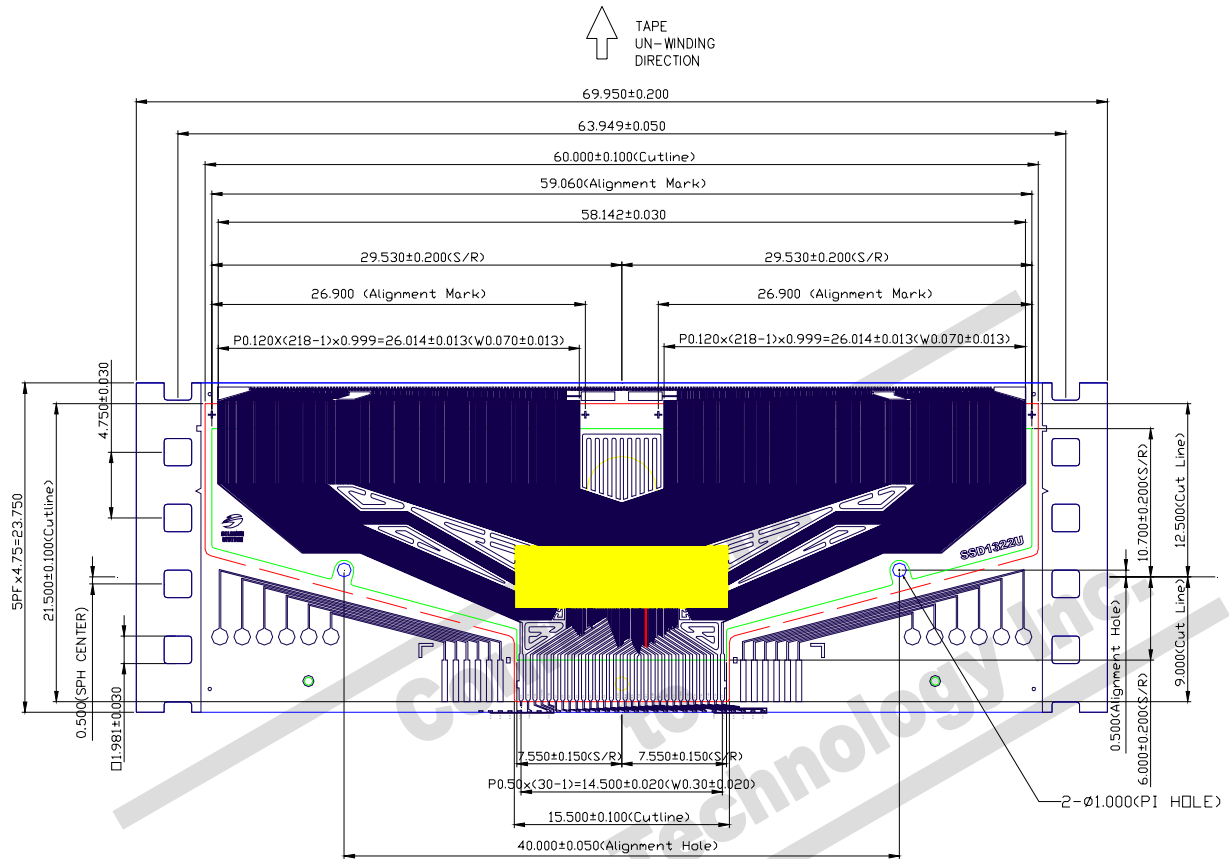 TAPE
UN-WINDING
DIRECTION
69.950±0.200
63.949±0.050
60.000±0.100(Cutline)
59.060(Alignment Mark)
58.142±0.030
29.530±0.200(S/R)
29.530±0.200(S/R)
26.900 (Alignment Mark)
26.900 (Alignment Mark)
P0.120X(218-1)x0.999=26.014±0.013(W0.070±0.013)
P0.120x(218-1)x0.999=26.014±0.013(W0.070±0.013)
5PF x4.75=23.750
21.500±0.100(Cutline)
4.750±0.030
0.500(SPH CENTER)
□1.981±0.030
SSD1322U
10.700±0.200(S/R)
12.500(Cut Line)
0.500(Alignment Hole)
6.000±0.200(S/R)
9.000(Cut Line)
7.550±0.150(S/R)
7.550±0.150(S/R)
P0.50x(30-1)=14.500±0.020(W0.30±0.020)
15.500±0.100(Cutline)
40.000±0.050(Alignment Hole)
2-Ø1.000(PI HOLE)
to
Technology Inc.